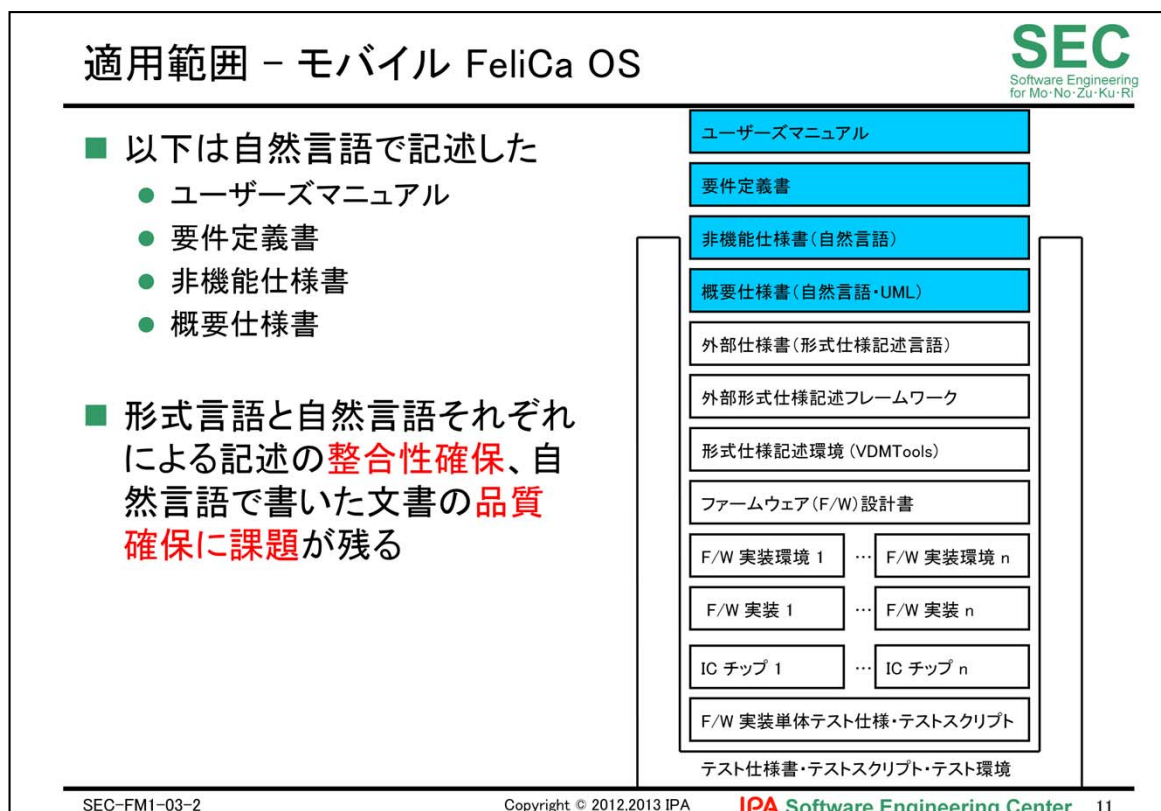 適用範囲 – モバイル FeliCa OS
SEC
Software Engineering
for Mo・No・Zu・Ku・Ri
■ 以下は自然言語で記述した
● ユーザーズマニュアル
● 要件定義書
● 非機能仕様書
● 概要仕様書
■ 形式言語と自然言語それぞれ
による記述の整合性確保、自
然言語で書いた文書の品質
確保に課題が残る
ユーザーズマニュアル
要件定義書
非機能仕様書(自然言語)
概要仕様書(自然言語・UML)
外部仕様書(形式仕様記述言語)
外部形式仕様記述フレームワーク
形式仕様記述環境 (VDMTools)
ファームウェア(F/W)設計書
F/W 実装環境 1 … F/W 実装環境 n
F/W 実装 1 … F/W 実装 n
IC チップ 1 … IC チップ n
F/W 実装単体テスト仕様・テストスクリプト
テスト仕様書・テストスクリプト・テスト環境
SEC-FM1-03-2 Copyright © 2012,2013 IPA IPA Software Engineering Center 11